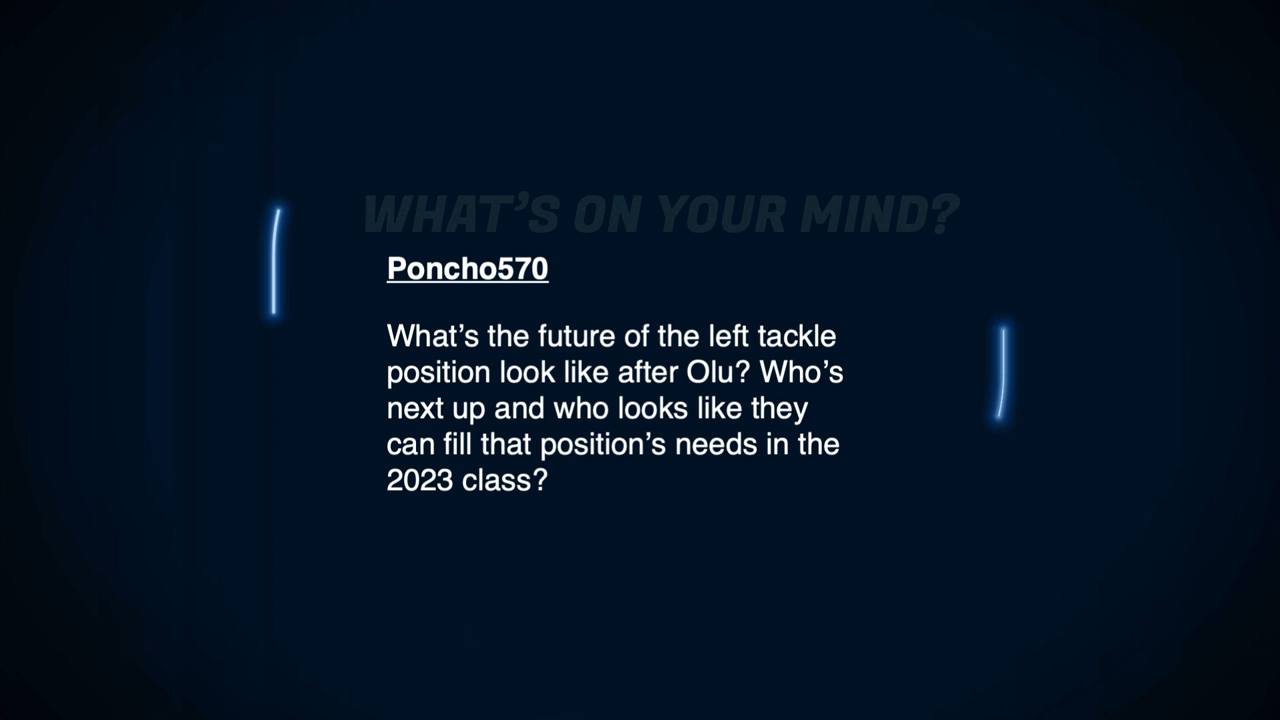 WHAT’S ON YOUR MIND?
Poncho570
What’s the future of the left tackle
position look like after Olu? Who’s
next up and who looks like they
can fill that position’s needs in the
2023 class?